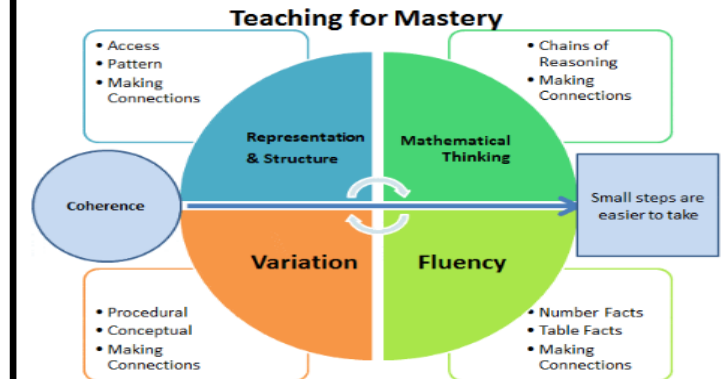 Teaching for Mastery
• Access
• Pattern
• Making
Connections
• Chains of
Reasoning
• Making
Connections
Representation
& Structure
Mathematical
Thinking
Coherence
Small steps are
easier to take
Variation
Fluency
• Procedural
• Conceptual
• Making
Connections
• Number Facts
• Table Facts
• Making
Connections